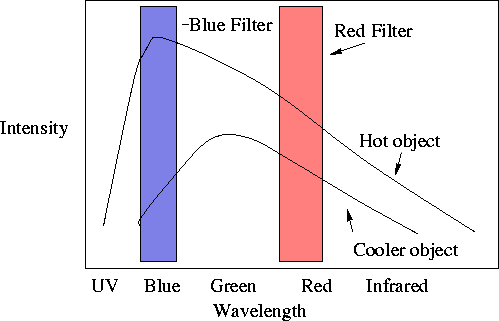 -Blue Filter
Red Filter
Intensity
Hot object
Cooler object
UV Blue Green Red Infrared
Wavelength